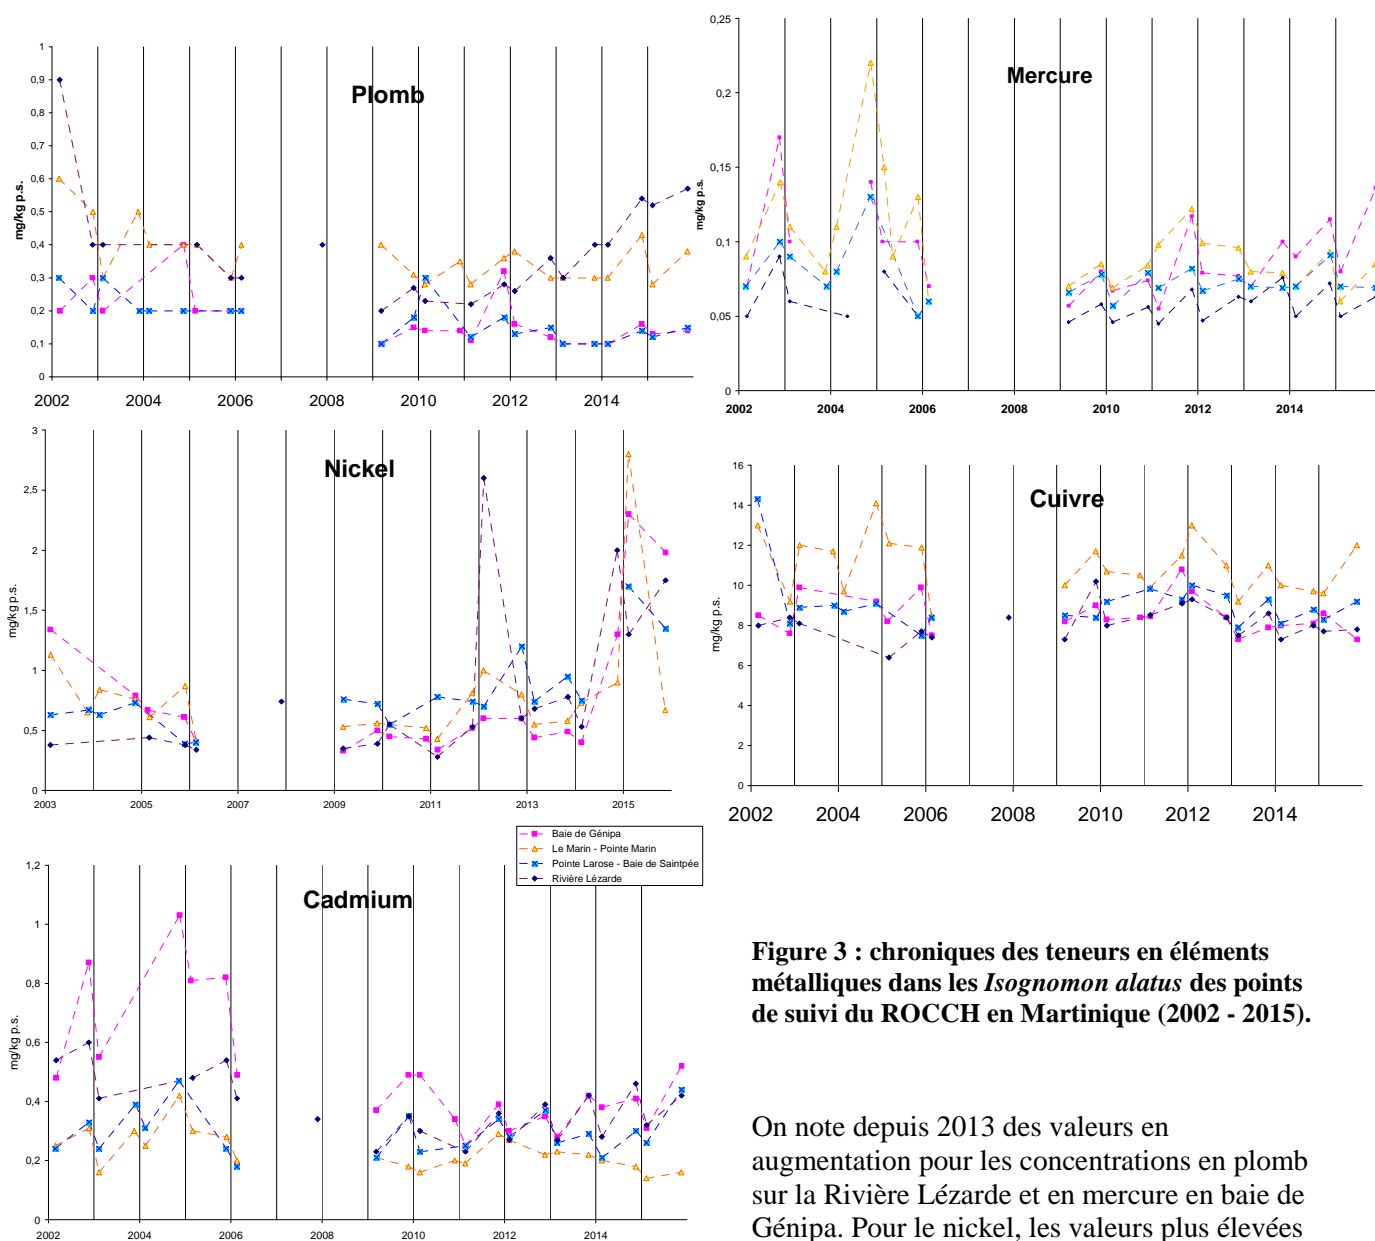 Plomb
mg/kg p.s.
1
0,9
0,8
0,7
0,6
0,5
0,4
0,3
0,2
0,1
0
2002 2004 2006 2008 2010 2012 2014
Mercure
mg/kg p.s.
0,25
0,2
0,15
0,1
0,05
0
2002 2004 2006 2008 2010 2012 2014
Nickel
mg/kg p.s.
3
2,5
2
1,5
1
0,5
0
2003 2005 2007 2009 2011 2013 2015
Cuivre
mg/kg p.s.
16
14
12
10
8
6
4
2
0
2002 2004 2006 2008 2010 2012 2014
Baie de Génipa
Le Marin - Pointe Marin
Pointe Larose - Baie de Saintpée
Rivière Lézarde
Cadmium
mg/kg p.s.
1,2
1
0,8
0,6
0,4
0,2
0
2002 2004 2006 2008 2010 2012 2014
Figure 3 : chroniques des teneurs en éléments
métalliques dans les Isognomon alatus des points
de suivi du ROCCH en Martinique (2002 - 2015).
On note depuis 2013 des valeurs en
augmentation pour les concentrations en plomb
sur la Rivière Lézarde et en mercure en baie de
Génipa. Pour le nickel, les valeurs plus élevées